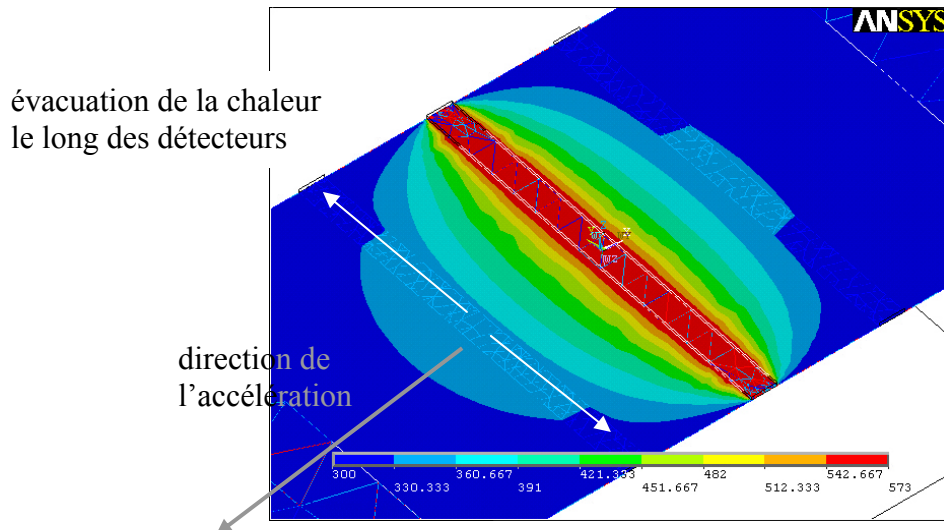 ANSYS
évacuation de la chaleur
le long des détecteurs
direction de
l’accélération
300 360.667 421.333 482 542.667
330.333 391 451.667 512.333 573